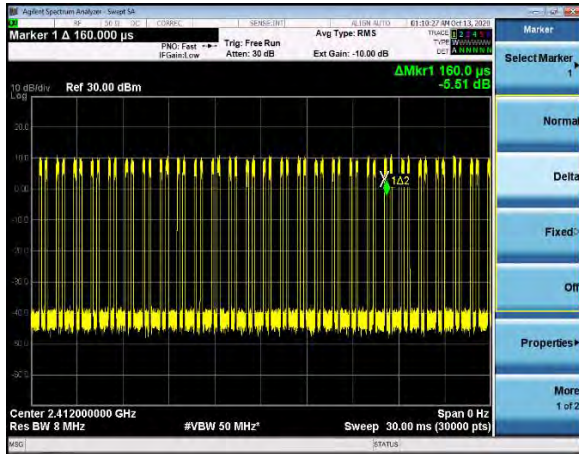 Agilent Spectrum Analyzer - Swept SA
RF 50 Ω DC CORREC SENSE:INT ALIGN AUTO 01:10:27 AM Oct 13, 2020
Marker 1 Δ 160.000 µs
PNO: Fast
IFGain:Low
Trig: Free Run
Atten: 30 dB
Avg Type: RMS
Ext Gain: -10.00 dB
TRACE 1 2 3 4 5 6
TYPE
DET A N N N N N
ΔMkr1 160.0 µs
-5.51 dB
10 dB/div Ref 30.00 dBm
Log
20.0
10.0
0.00
-10.0
-20.0
-30.0
-40.0
-50.0
-60.0
1Δ2
Center 2.412000000 GHz
Span 0 Hz
Res BW 8 MHz
#VBW 50 MHz*
Sweep 30.00 ms (30000 pts)
MSG
STATUS
Marker
Select Marker
1
Normal
Delta
Fixed
Off
Properties
More
1 of 2